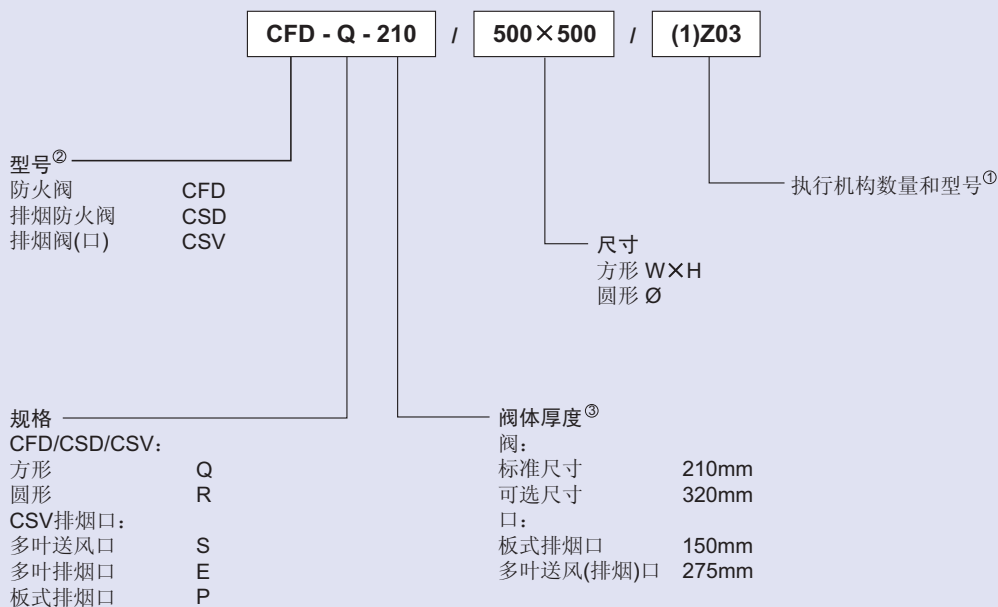 CFD - Q - 210 / 500×500 / (1)Z03
型号②
防火阀 CFD
排烟防火阀 CSD
排烟阀(口) CSV
执行机构数量和型号①
尺寸
方形 W×H
圆形 Ø
规格
CFD/CSD/CSV：
方形 Q
圆形 R
CSV排烟口：
多叶送风口 S
多叶排烟口 E
板式排烟口 P
阀体厚度③
阀：
标准尺寸 210mm
可选尺寸 320mm
口：
板式排烟口 150mm
多叶送风(排烟)口 275mm